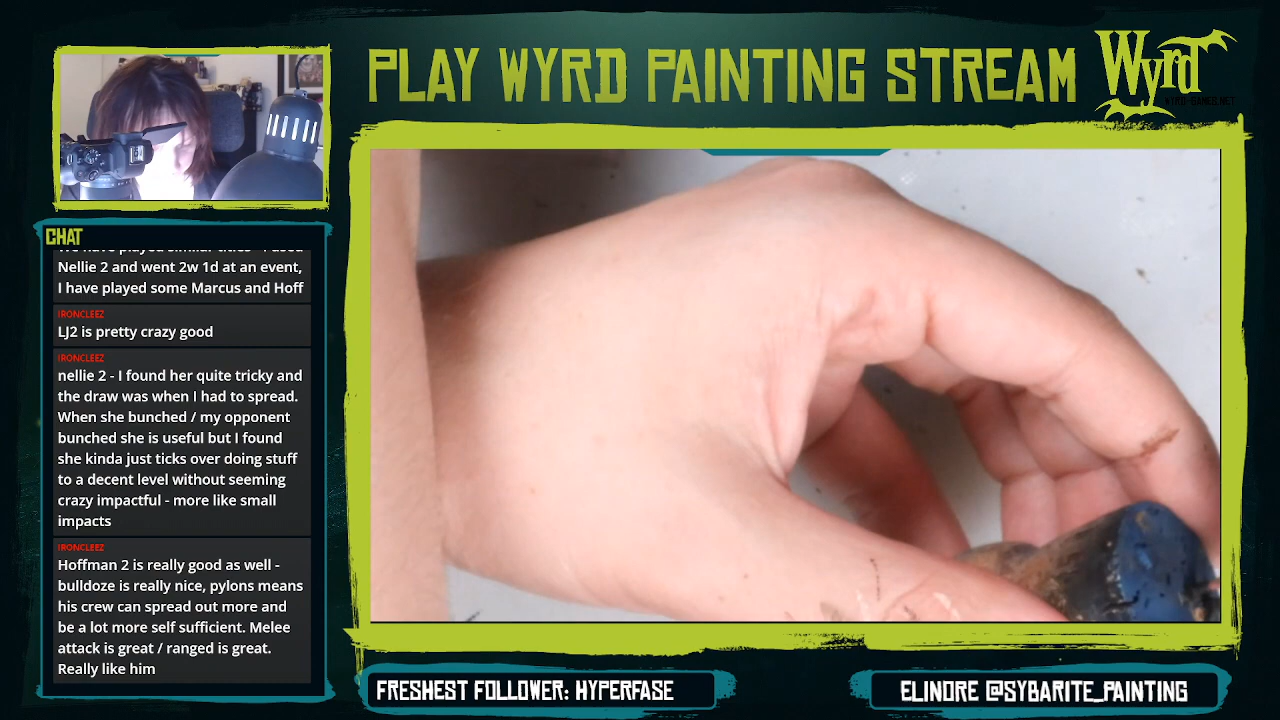 PLAY WYRD PAINTING STREAM
Wyrd
WYRD-GAMES.NET
CHAT
Nellie 2 and went 2w 1d at an event,
I have played some Marcus and Hoff
IRONCLEEZ
LJ2 is pretty crazy good
IRONCLEEZ
nellie 2 - I found her quite tricky and
the draw was when I had to spread.
When she bunched / my opponent
bunched she is useful but I found
she kinda just ticks over doing stuff
to a decent level without seeming
crazy impactful - more like small
impacts
IRONCLEEZ
Hoffman 2 is really good as well -
bulldoze is really nice, pylons means
his crew can spread out more and
be a lot more self sufficient. Melee
attack is great / ranged is great.
Really like him
FRESHEST FOLLOWER: HYPERFASE
ELINORE @SYBARITE_PAINTING